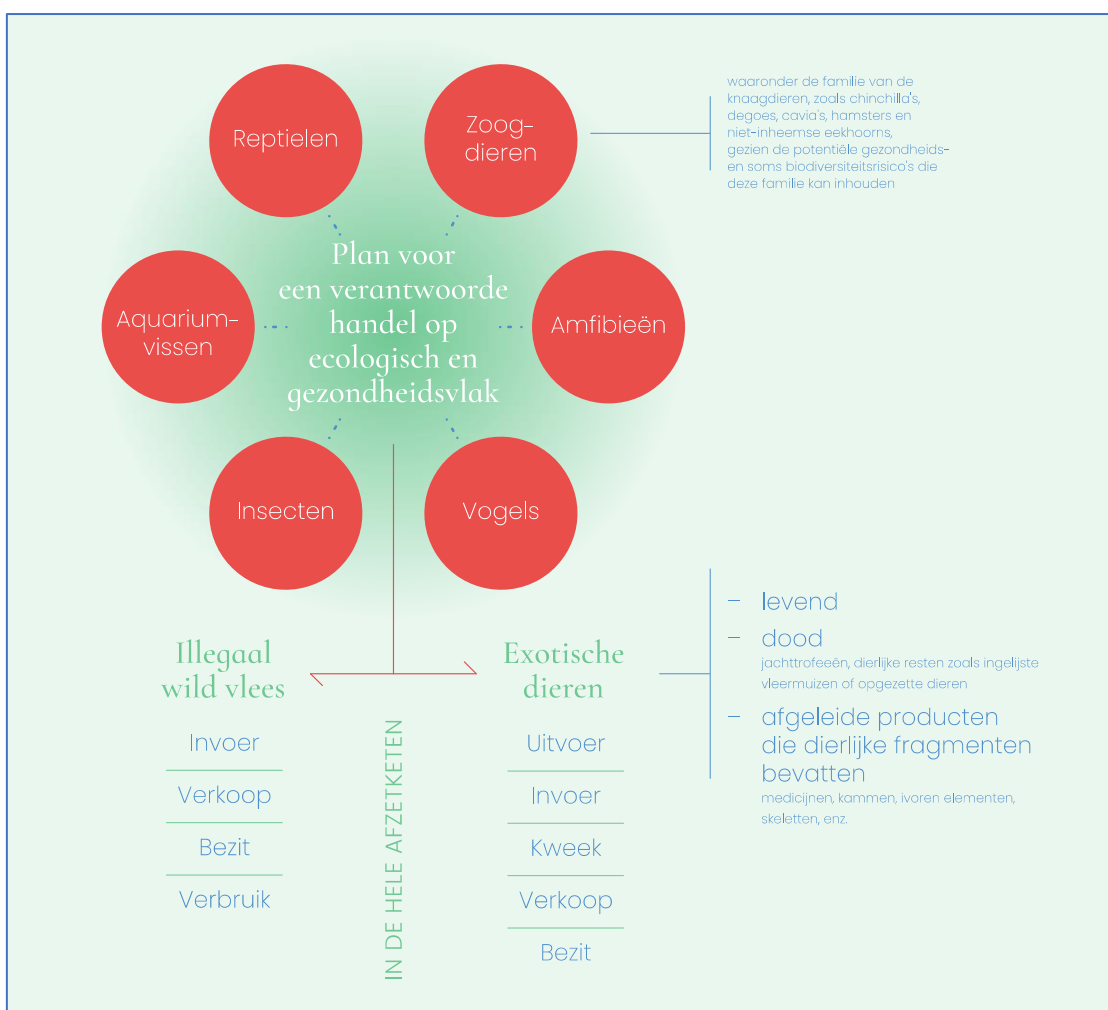 Reptielen
Zoog-
dieren
waaronder de familie van de
knaagdieren, zoals chinchilla's,
degoes, cavia's, hamsters en
niet-inheemse eekhoorns,
gezien de potentiële gezondheids-
en soms biodiversiteitsrisico's die
deze familie kan inhouden
Plan voor
een verantwoorde
handel op
ecologisch en
gezondheidsvlak
Aquarium-
vissen
Amfibieën
Insecten
Vogels
Illegaal
wild vlees
Invoer
Verkoop
Bezit
Verbruik
IN DE HELE AFZETKETEN
Exotische
dieren
Uitvoer
Invoer
Kweek
Verkoop
Bezit
– levend
– dood
jachttrofeeën, dierlijke resten zoals ingelijste
vleermuizen of opgezette dieren
– afgeleide producten
die dierlijke fragmenten
bevatten
medicijnen, kammen, ivoren elementen,
skeletten, enz.